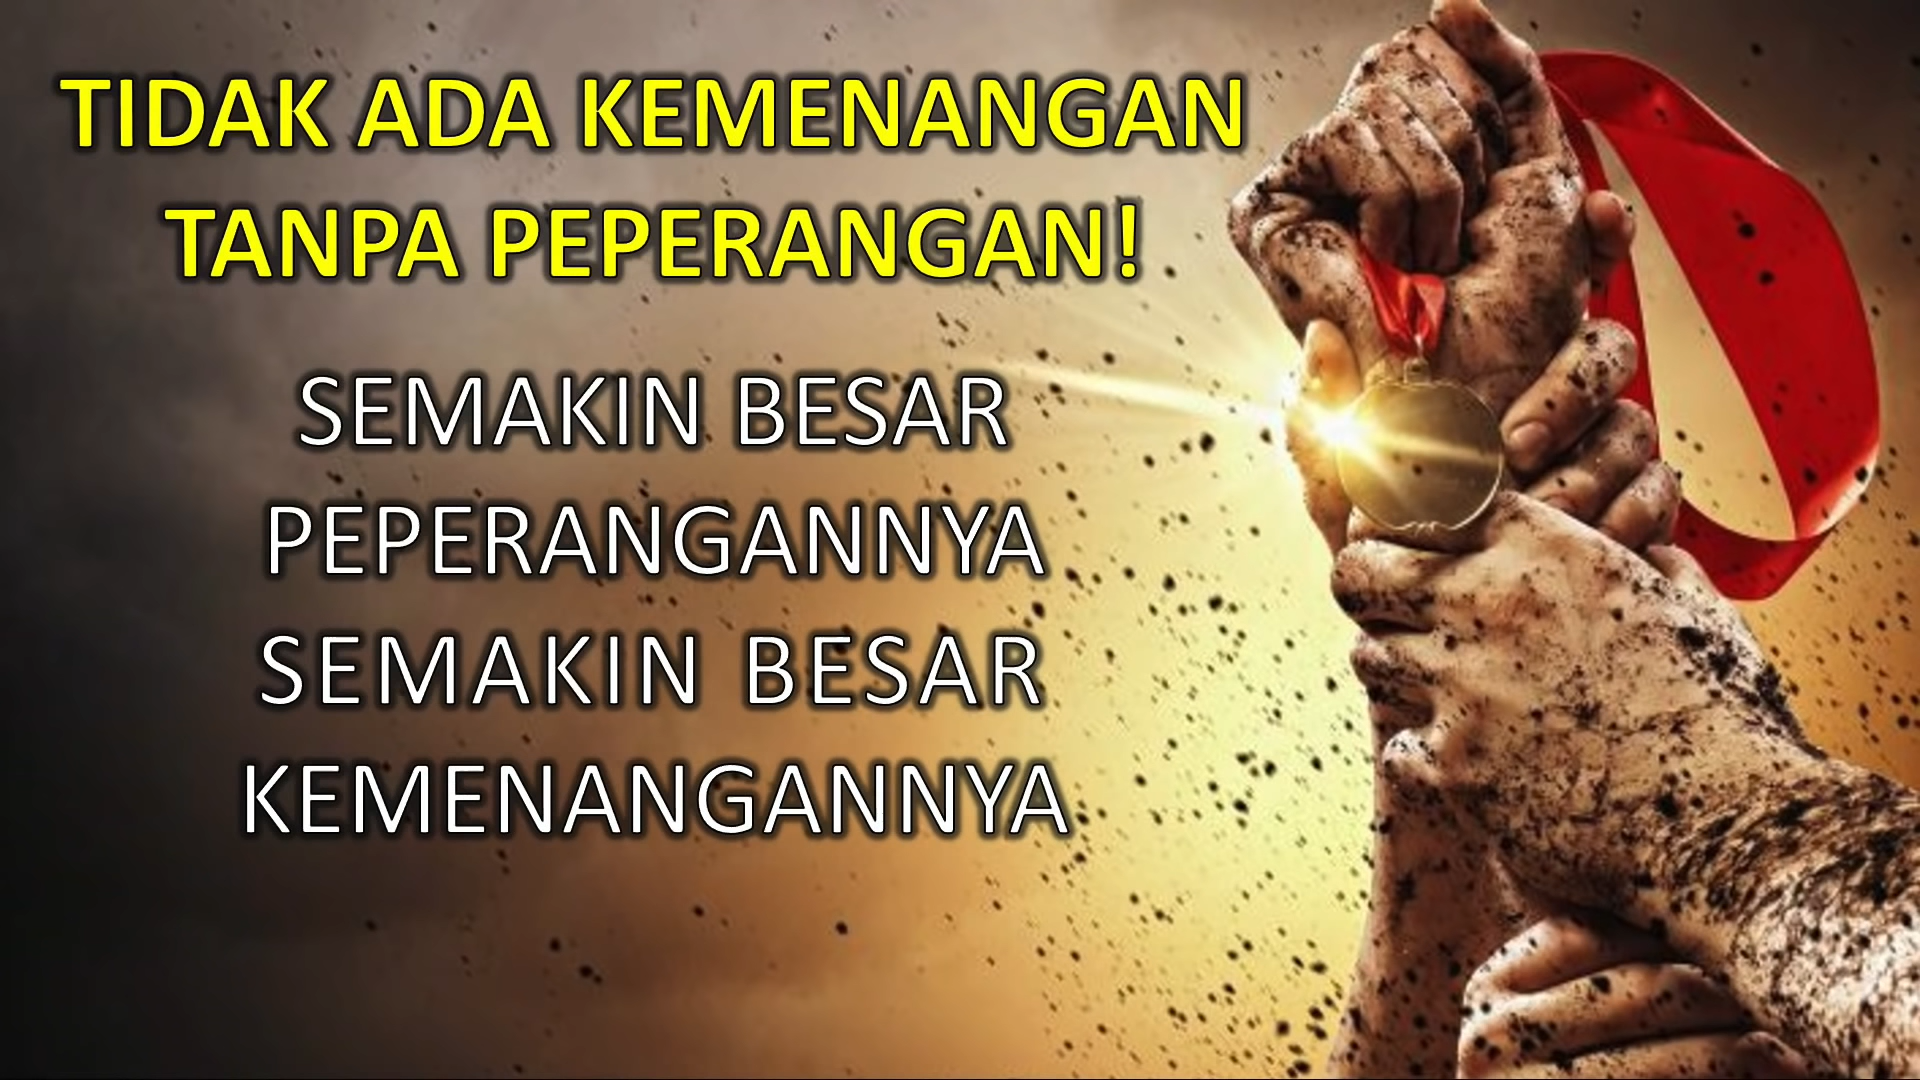 TIDAK ADA KEMENANGAN
TANPA PEPERANGAN!
SEMAKIN BESAR
PEPERANGANNYA
SEMAKIN BESAR
KEMENANGANNYA